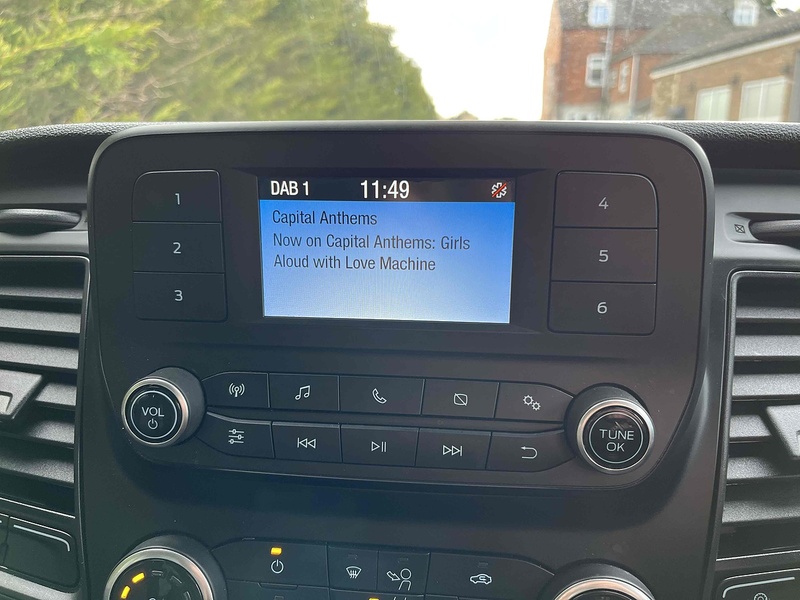 DAB 1 11:49
Capital Anthems
Now on Capital Anthems: Girls
Aloud with Love Machine
1
2
3
4
5
6
VOL
TUNE
OK